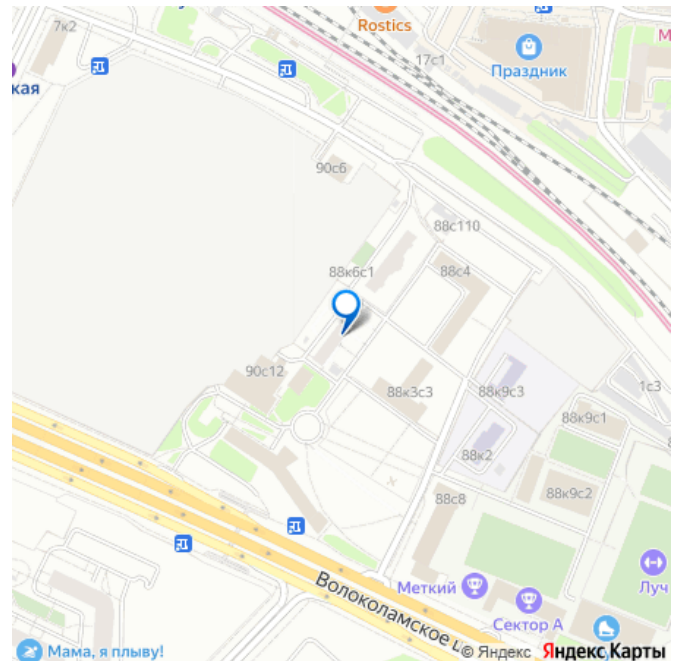 7к2
Rostics
17с1
Праздник
М
кая
90с6
88с110
88к6с1
88с4
90с12
88к3с3
88к9с3
1с3
88к9с1
88к2
88к9с2
88с8
Меткий
Луч
Сектор А
Волоколамское ш
Мама, я плыву!
© Яндекс Яндекс Карты